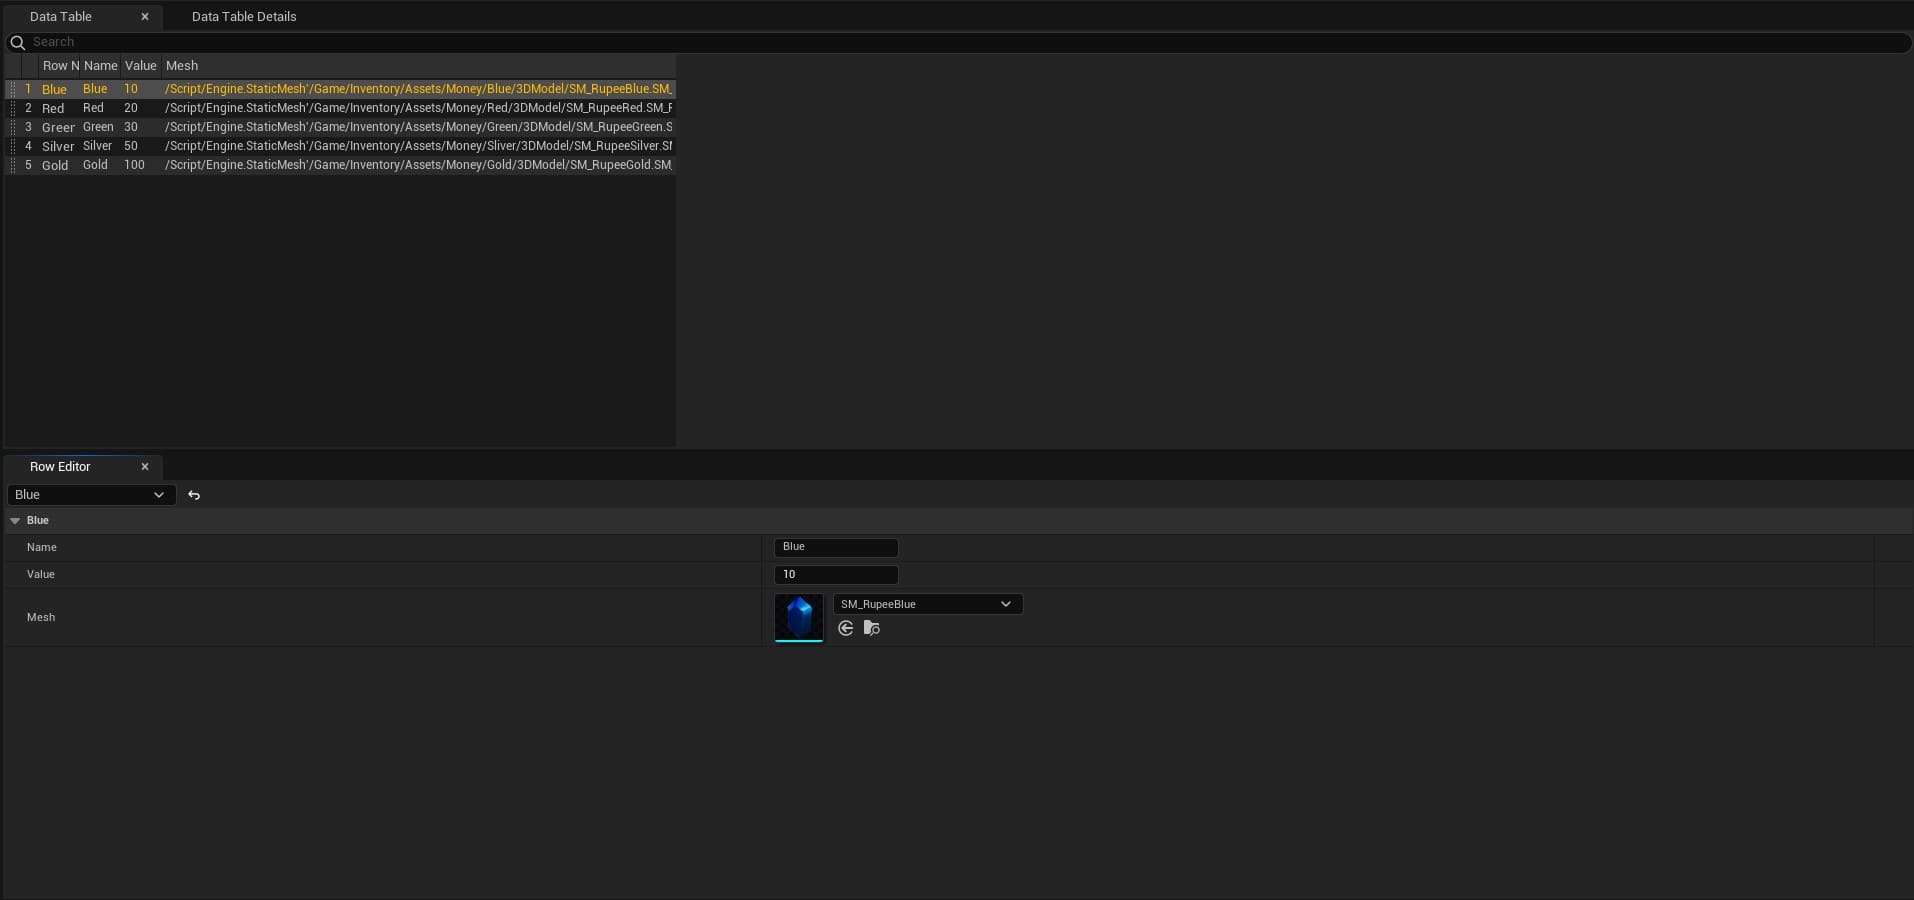 Data Table
Data Table Details
Search
Row N Name Value Mesh
1 Blue Blue 10 /Script/Engine.StaticMesh'/Game/Inventory/Assets/Money/Blue/3DModel/SM_RupeeBlue.SM_
2 Red Red 20 /Script/Engine.StaticMesh'/Game/Inventory/Assets/Money/Red/3DModel/SM_RupeeRed.SM_R
3 Green Green 30 /Script/Engine.StaticMesh'/Game/Inventory/Assets/Money/Green/3DModel/SM_RupeeGreen.S
4 Silver Silver 50 /Script/Engine.StaticMesh'/Game/Inventory/Assets/Money/Sliver/3DModel/SM_RupeeSilver.SM
5 Gold Gold 100 /Script/Engine.StaticMesh'/Game/Inventory/Assets/Money/Gold/3DModel/SM_RupeeGold.SM_
Row Editor
Blue
Blue
Name Blue
Value 10
Mesh SM_RupeeBlue